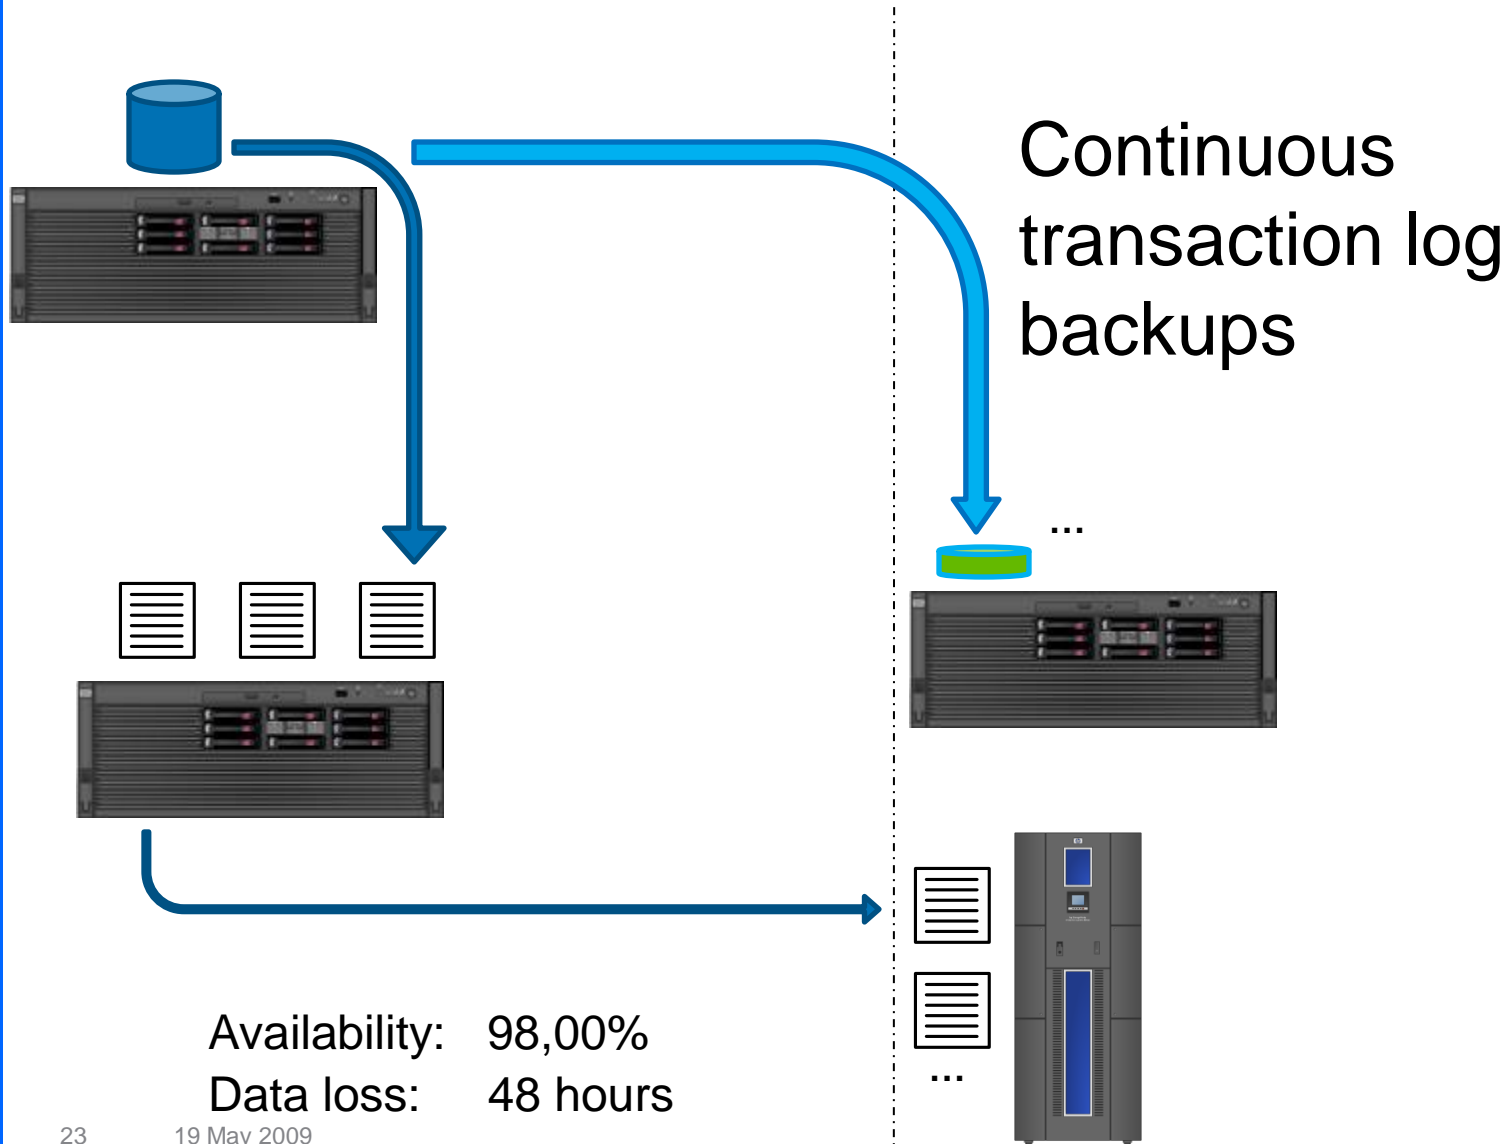 Continuous
transaction log
backups
...
...
Availability: 98,00%
Data loss: 48 hours
23 19 May 2009